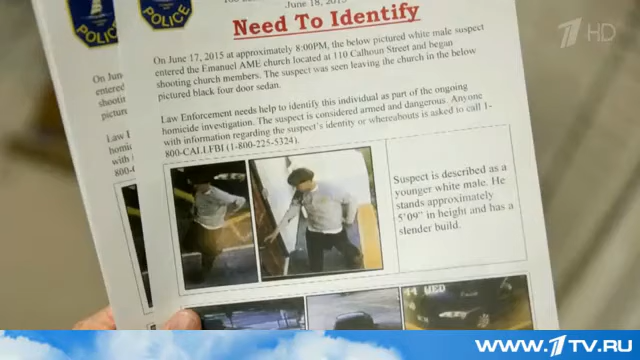 POLICE
POLICE
June 18, 2015
Need To Identify
HD
On June 17, 2015 at approximately 8:00PM, the below pictured white male suspect
entered the Emanuel AME church located at 110 Calhoun Street and began
shooting church members. The suspect was seen leaving the church in the below
pictured black four door sedan.
Law Enforcement needs help to identify this individual as part of the ongoing
homicide investigation. The suspect is considered armed and dangerous. Anyone
with information regarding the suspect's identity or whereabouts is asked to call 1-
800-CALLFBI (1-800-225-5324).
On June
entered
shooting
picture
Law E
homic
with
800-
Suspect is described as a
younger white male. He
stands approximately
5'09" in height and has a
slender build.
WWW.1TV.RU